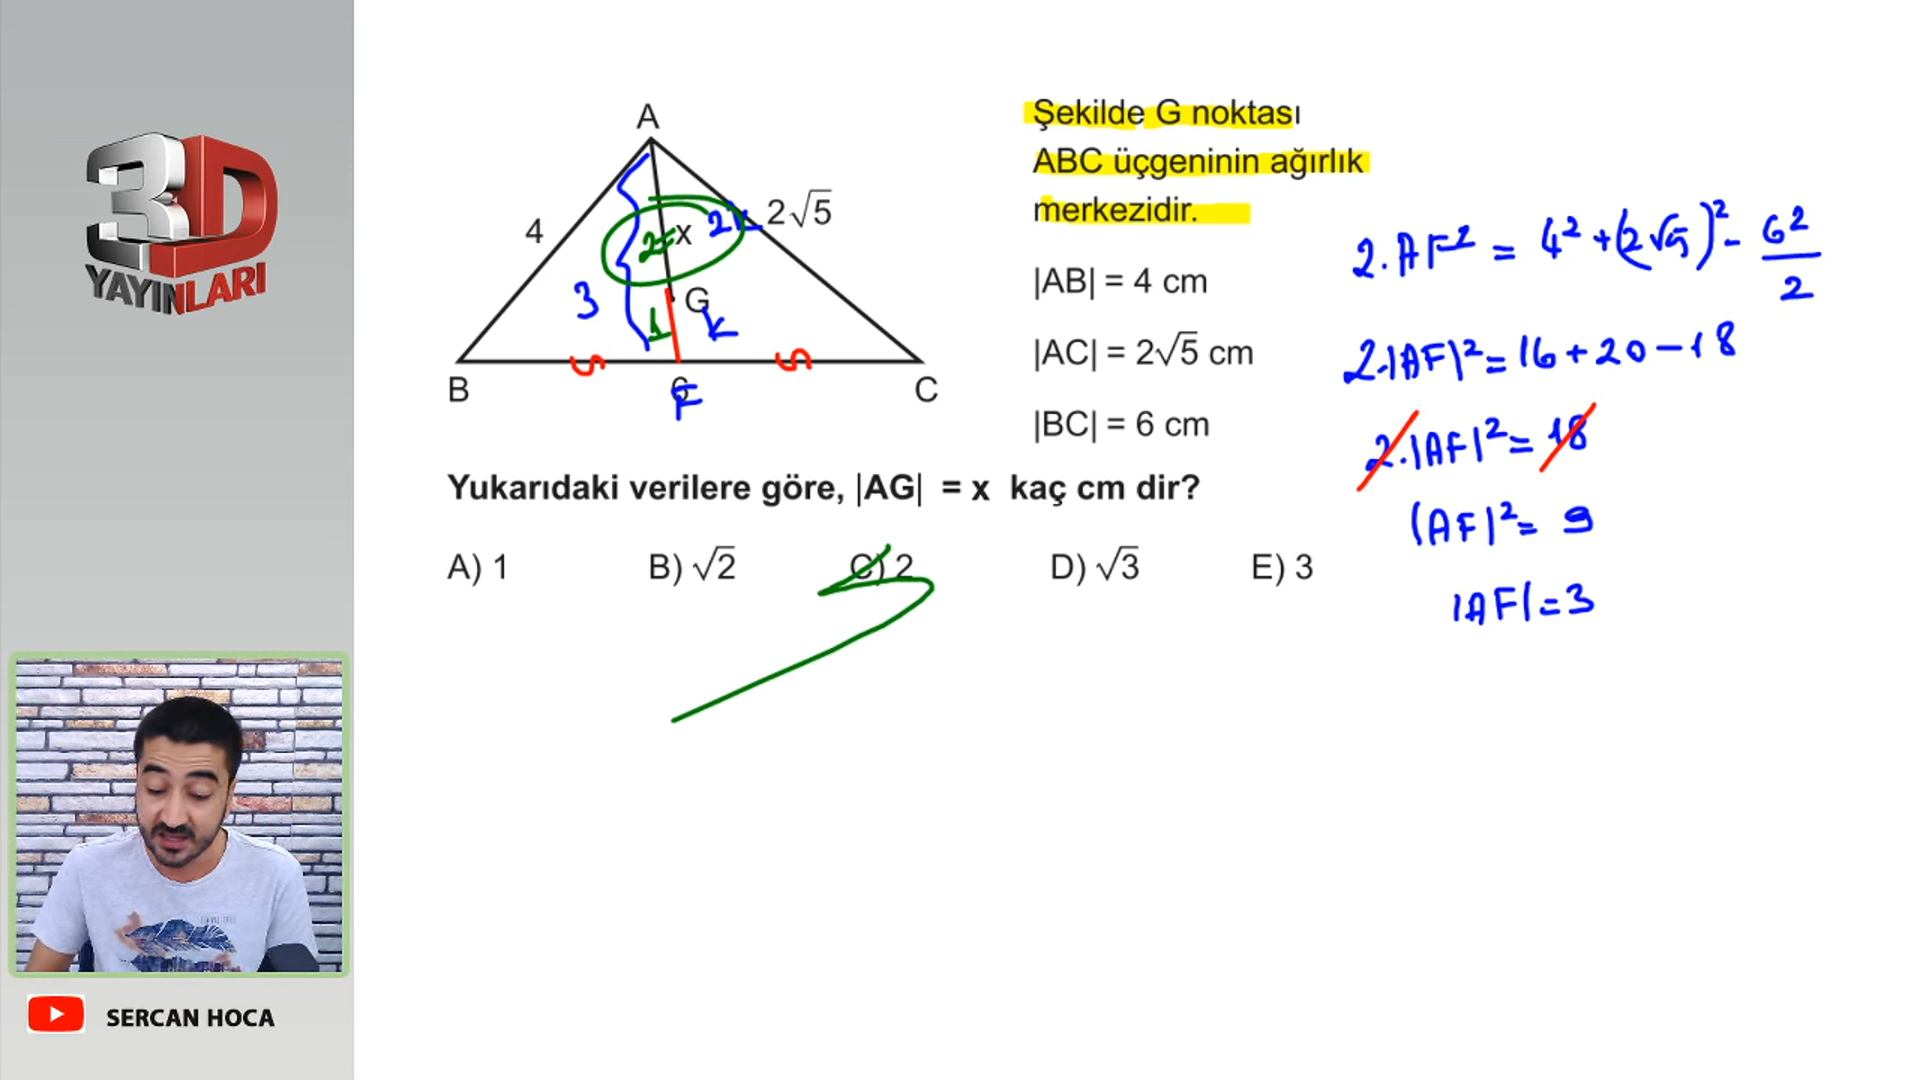 3D
YAYINLARI
A
4
2√5
x
2k
2
3
G
1
k
B
6
C
F
Şekilde G noktası
ABC üçgeninin ağırlık
merkezidir.
|AB| = 4 cm
|AC| = 2√5 cm
|BC| = 6 cm
Yukarıdaki verilere göre, |AG| = x kaç cm dir?
A) 1 B) √2 C) 2 D) √3 E) 3
2.AF² = 4² + (2√5)² - 6²/2
2.|AF|² = 16 + 20 - 18
2.|AF|² = 18
|AF|² = 9
|AF| = 3
SERCAN HOCA